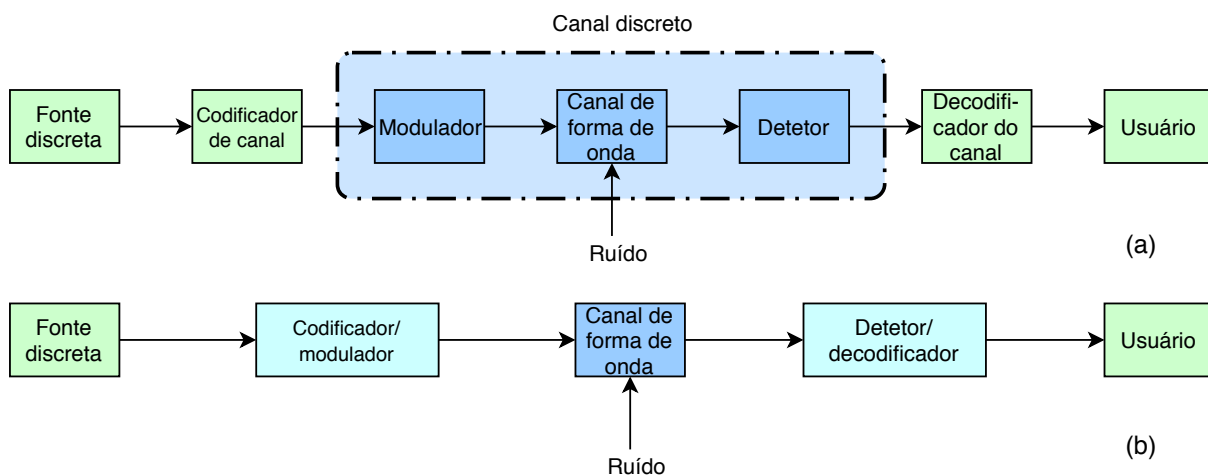 Canal discreto
Fonte
discreta
Codificador
de canal
Modulador
Canal de
forma de
onda
Detetor
Decodifi-
cador do
canal
Usuário
Ruído
(a)
Fonte
discreta
Codificador/
modulador
Canal de
forma de
onda
Detetor/
decodificador
Usuário
Ruído
(b)